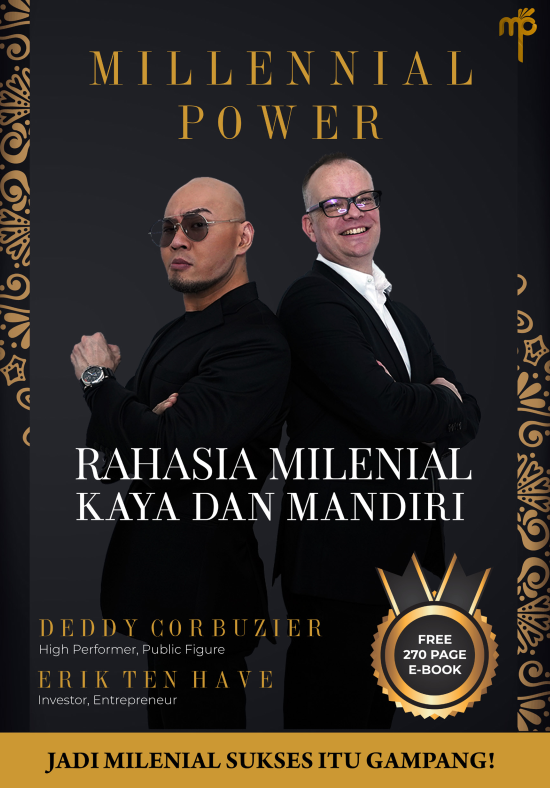 mp
MILLENNIAL
POWER
RAHASIA MILENIAL
KAYA DAN MANDIRI
DEDDY CORBUZIER
High Performer, Public Figure
ERIK TEN HAVE
Investor, Entrepreneur
FREE
270 PAGE
E-BOOK
JADI MILENIAL SUKSES ITU GAMPANG!